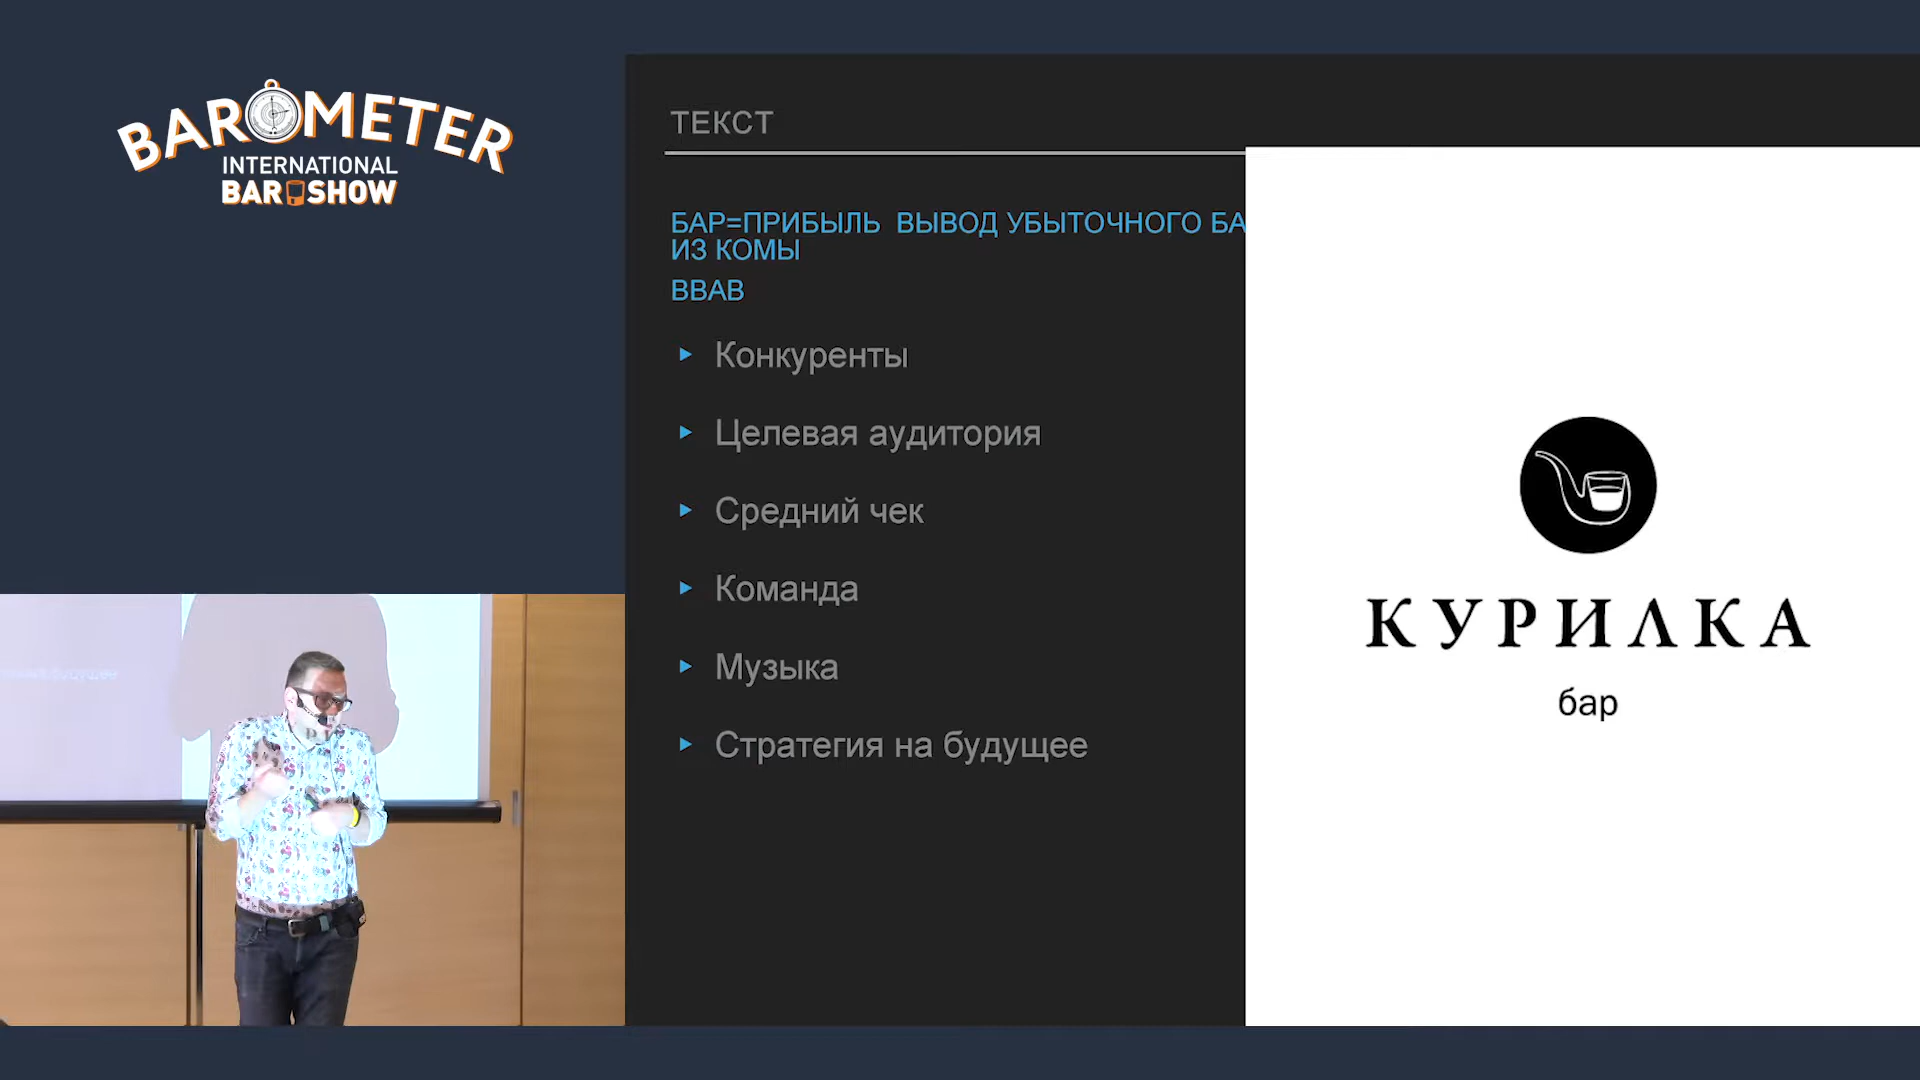 BAROMETER
INTERNATIONAL
BAR SHOW
ТЕКСТ
БАР=ПРИБЫЛЬ ВЫВОД УБЫТОЧНОГО БА
ИЗ КОМЫ
ВВАВ
Конкуренты
Целевая аудитория
Средний чек
Команда
Музыка
Стратегия на будущее
КУРИЛКА
бар